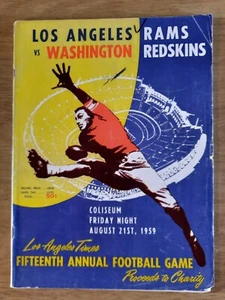 LOS ANGELES RAMS
VS WASHINGTON REDSKINS
50¢
COLISEUM
FRIDAY NIGHT
AUGUST 21ST, 1959
Los Angeles Times
FIFTEENTH ANNUAL FOOTBALL GAME
Proceeds to Charity